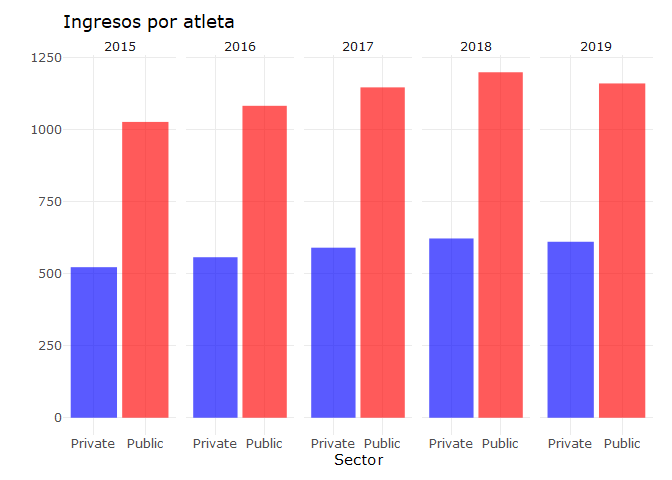 Ingresos por atleta
2015 2016 2017 2018 2019
1250
1000
750
500
250
0
Private Public Private Public Private Public Private Public Private Public
Sector